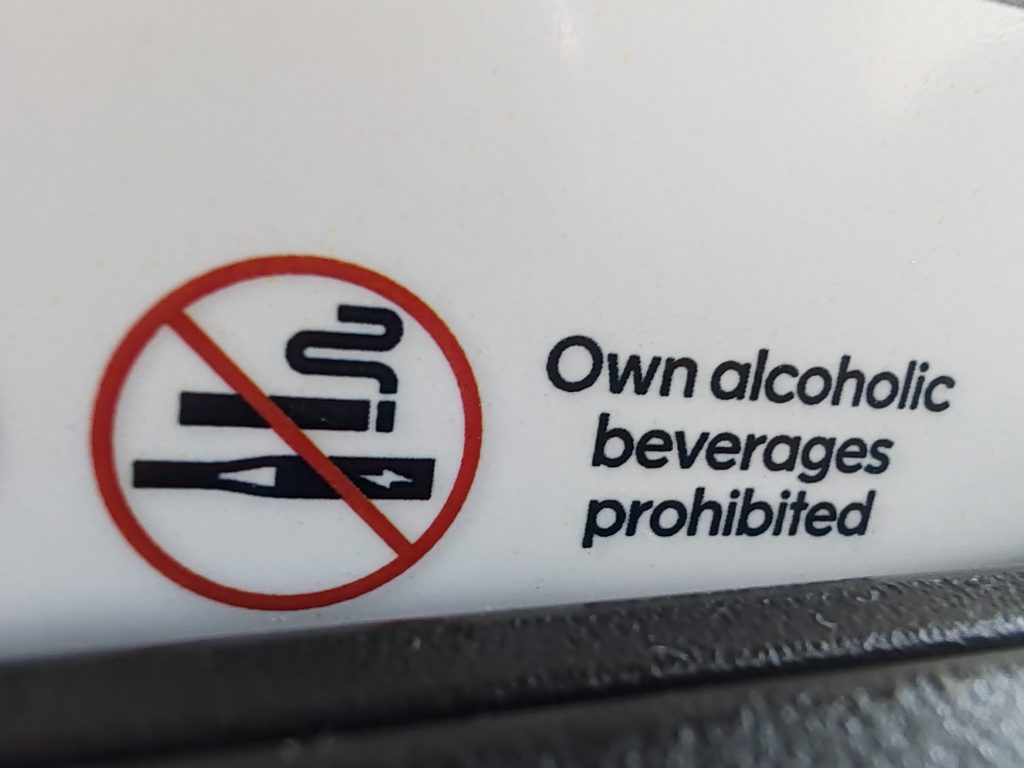 Own alcoholic
beverages
prohibited